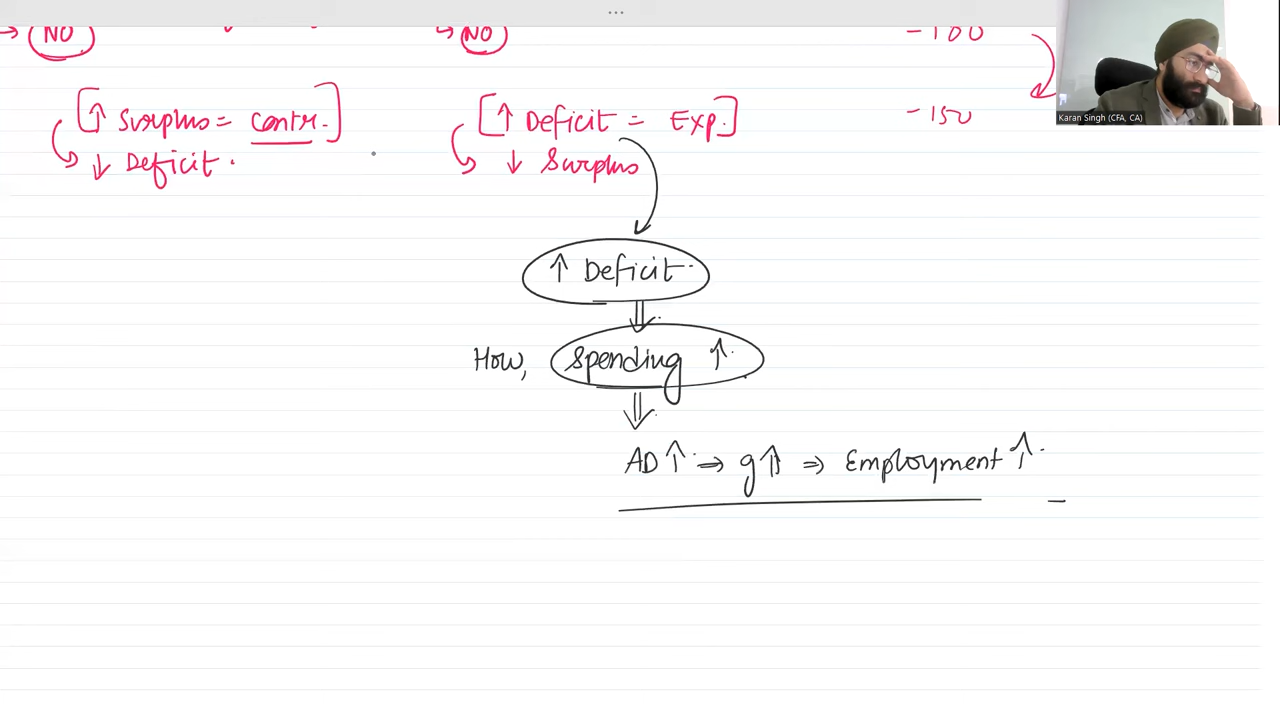 ...
→ NO → NO -100
[↑ Surplus = Contr.] [↑ Deficit = Exp.] -150
↓ Deficit. ↓ Surplus
↑ Deficit.
⇓
How, Spending ↑.
⇓
AD ↑ ⇒ g ⇑ ⇒ Employment ↑.
Karan Singh (CFA, CA)